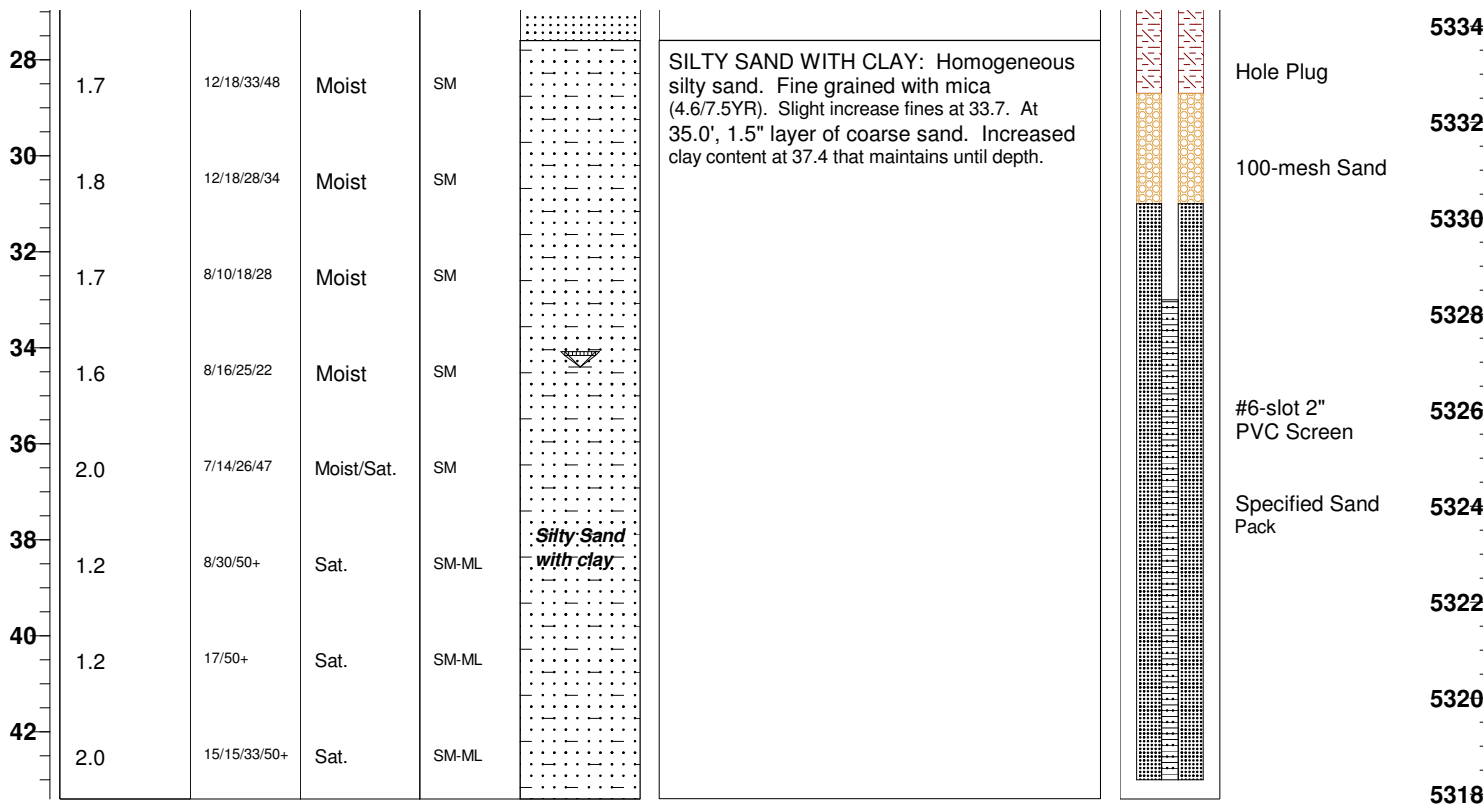 5334
28
1.7 12/18/33/48 Moist SM
SILTY SAND WITH CLAY: Homogeneous
silty sand. Fine grained with mica
(4.6/7.5YR). Slight increase fines at 33.7. At
35.0', 1.5" layer of coarse sand. Increased
clay content at 37.4 that maintains until depth.
Hole Plug
5332
30
1.8 12/18/28/34 Moist SM
100-mesh Sand
5330
32
1.7 8/10/18/28 Moist SM
5328
34
1.6 8/16/25/22 Moist SM
#6-slot 2"
PVC Screen
5326
36
2.0 7/14/26/47 Moist/Sat. SM
Specified Sand
Pack
5324
38
Silty Sand
with clay
1.2 8/30/50+ Sat. SM-ML
5322
40
1.2 17/50+ Sat. SM-ML
5320
42
2.0 15/15/33/50+ Sat. SM-ML
5318